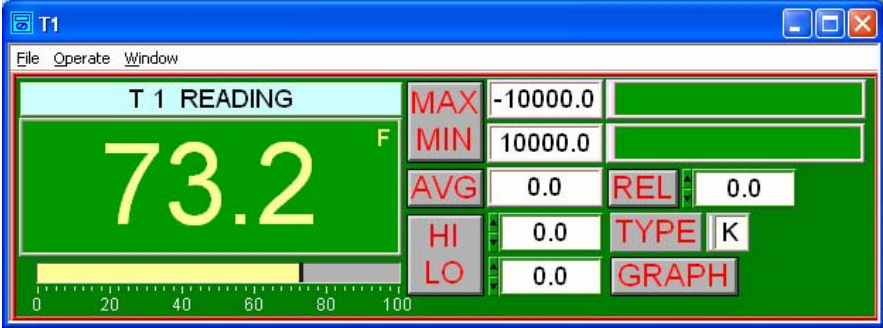 T1
File Operate Window
T 1 READING
73.2 F
0 20 40 60 80 100
MAX -10000.0
MIN 10000.0
AVG 0.0 REL 0.0
HI 0.0 TYPE K
LO 0.0 GRAPH